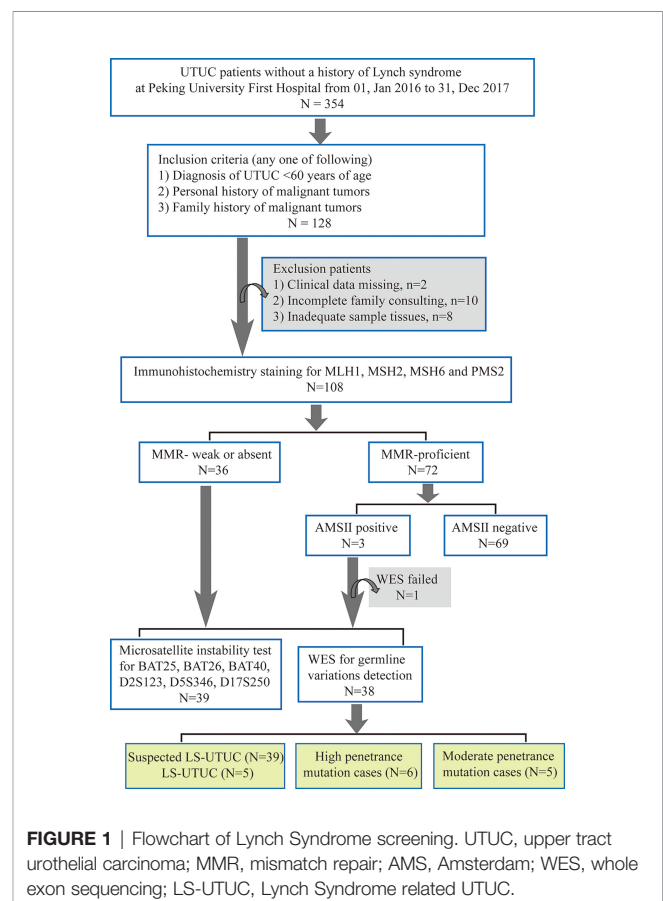 UTUC patients without a history of Lynch syndrome
at Peking University First Hospital from 01, Jan 2016 to 31, Dec 2017
N = 354
Inclusion criteria (any one of following)
1) Diagnosis of UTUC <60 years of age
2) Personal history of malignant tumors
3) Family history of malignant tumors
N = 128
Exclusion patients
1) Clinical data missing, n=2
2) Incomplete family consulting, n=10
3) Inadequate sample tissues, n=8
Immunohistochemistry staining for MLH1, MSH2, MSH6 and PMS2
N=108
MMR- weak or absent
N=36
MMR-proficient
N=72
AMSII positive
N=3
AMSII negative
N=69
WES failed
N=1
Microsatellite instability test
for BAT25, BAT26, BAT40,
D2S123, D5S346, D17S250
N=39
WES for germline
variations detection
N=38
Suspected LS-UTUC (N=39)
LS-UTUC (N=5)
High penetrance
mutation cases (N=6)
Moderate penetrance
mutation cases (N=5)
FIGURE 1 | Flowchart of Lynch Syndrome screening. UTUC, upper tract
urothelial carcinoma; MMR, mismatch repair; AMS, Amsterdam; WES, whole
exon sequencing; LS-UTUC, Lynch Syndrome related UTUC.